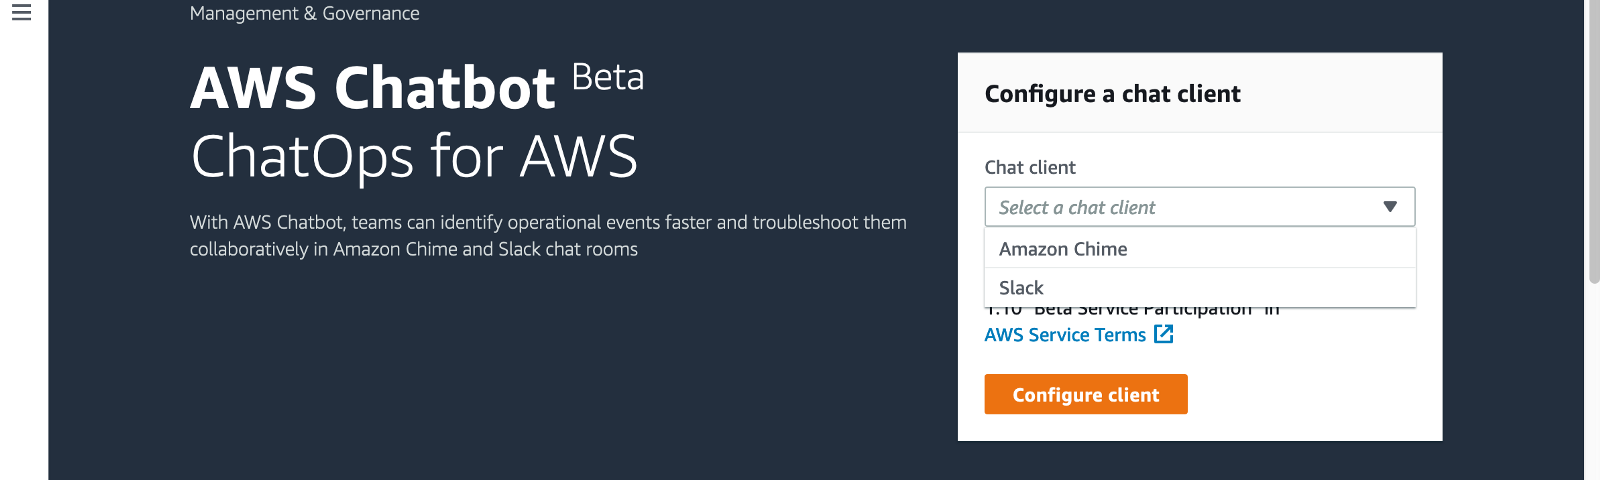 Management & Governance
AWS Chatbot Beta
ChatOps for AWS
With AWS Chatbot, teams can identify operational events faster and troubleshoot them
collaboratively in Amazon Chime and Slack chat rooms
Configure a chat client
Chat client
Select a chat client
Amazon Chime
Slack
1.10 "Beta Service Participation" in
AWS Service Terms
Configure client